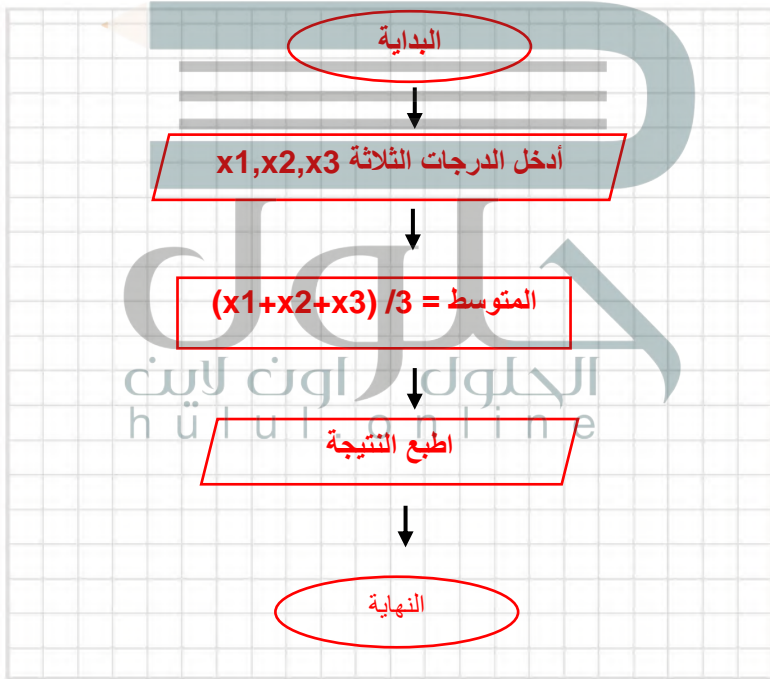 البداية
أدخل الدرجات الثلاثة x1,x2,x3
حلول
المتوسط = 3/ (x1+x2+x3)
الحلول اون لاين
hulul.online
اطبع النتيجة
النهاية